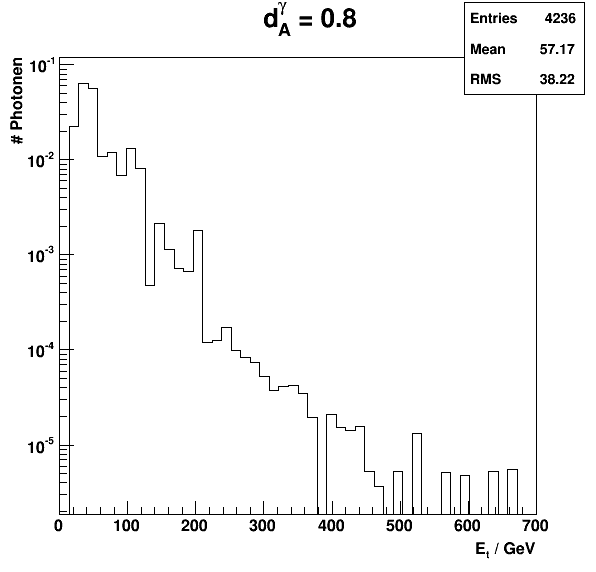 d_A^γ = 0.8
Entries 4236
Mean 57.17
RMS 38.22
# Photonen
10^-1
10^-2
10^-3
10^-4
10^-5
0 100 200 300 400 500 600 700
E_t / GeV